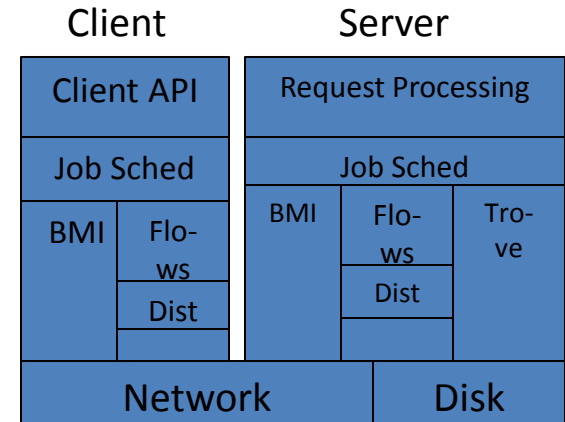 Client Server
Client API Request Processing
Job Sched Job Sched
BMI Flo-
ws
Dist
BMI Flo-
ws
Dist
Tro-
ve
Network Disk